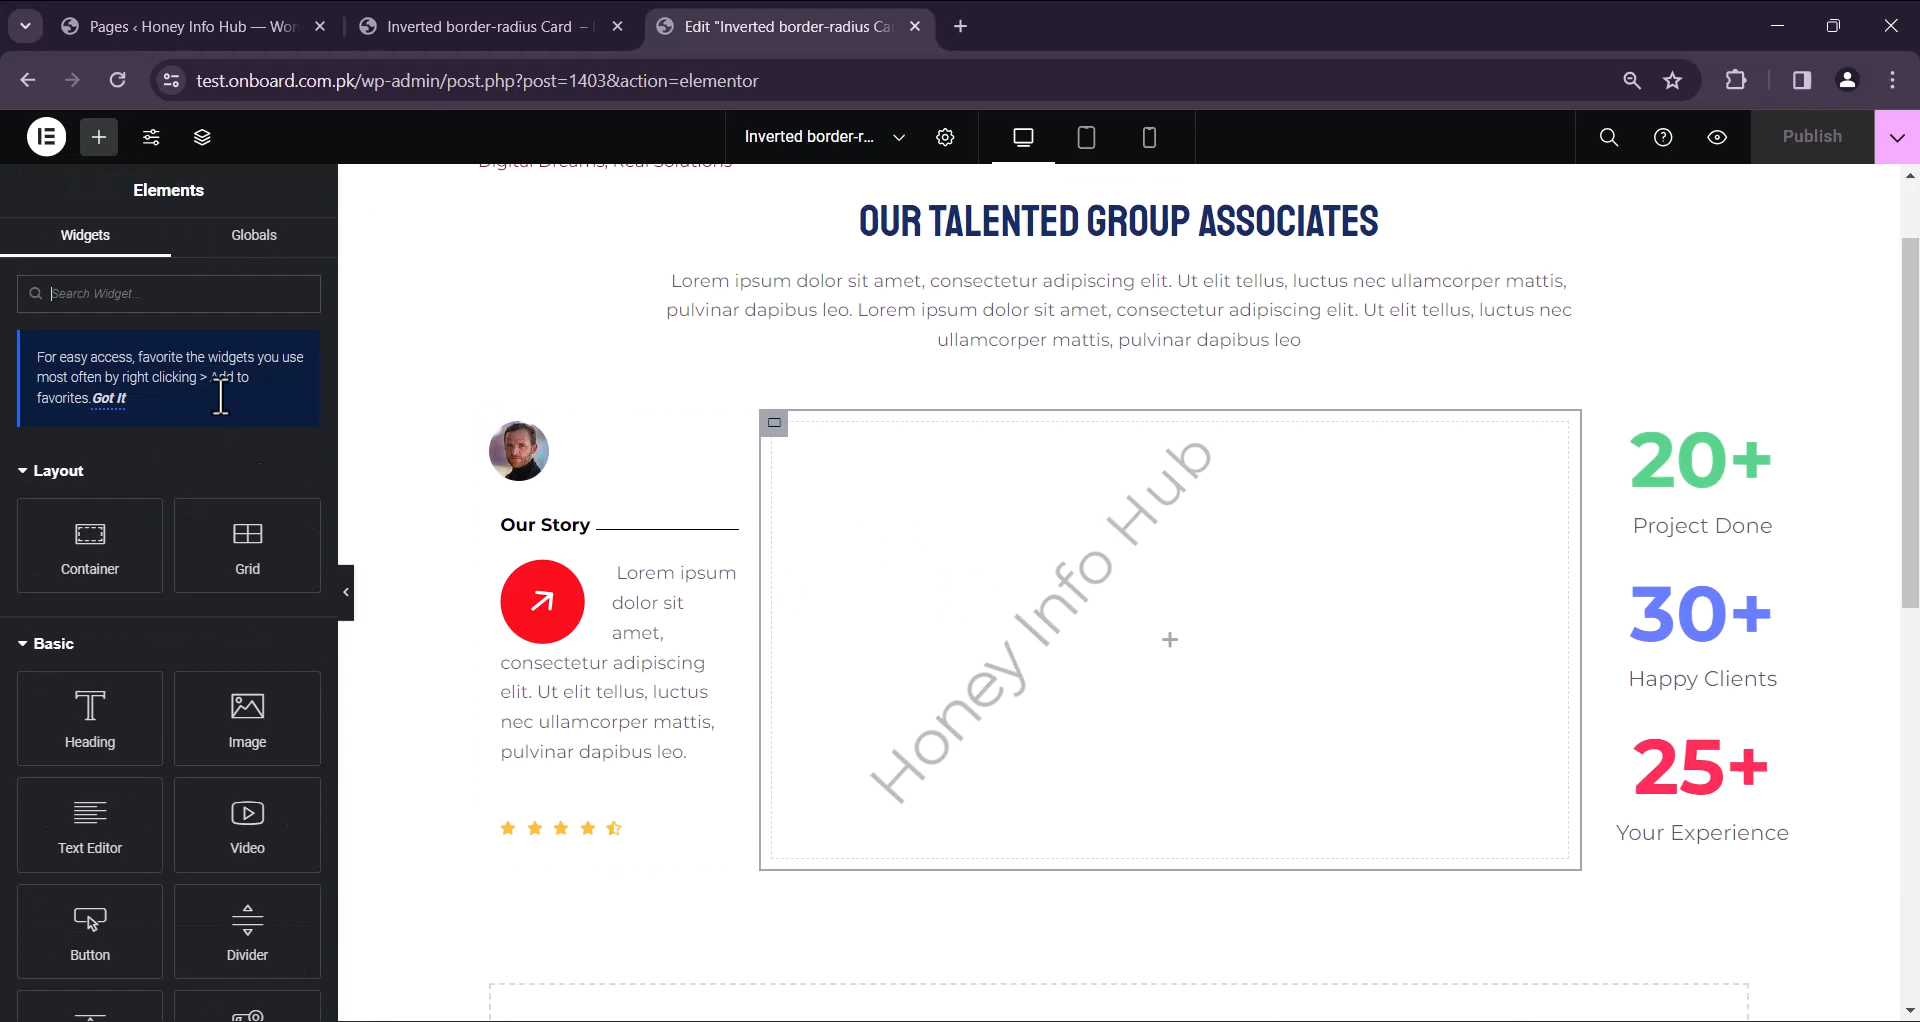 Pages ‹ Honey Info Hub — Wor
Inverted border-radius Card –
Edit "Inverted border-radius Ca
test.onboard.com.pk/wp-admin/post.php?post=1403&action=elementor
Inverted border-r...
Publish
Elements
Widgets
Globals
Search Widget...
For easy access, favorite the widgets you use
most often by right clicking > Add to
favorites. Got It
Layout
Container
Grid
Basic
Heading
Image
Text Editor
Video
Button
Divider
Digital Dreams, Real Solutions
OUR TALENTED GROUP ASSOCIATES
Lorem ipsum dolor sit amet, consectetur adipiscing elit. Ut elit tellus, luctus nec ullamcorper mattis,
pulvinar dapibus leo. Lorem ipsum dolor sit amet, consectetur adipiscing elit. Ut elit tellus, luctus nec
ullamcorper mattis, pulvinar dapibus leo
Our Story
Lorem ipsum
dolor sit
amet,
consectetur adipiscing
elit. Ut elit tellus, luctus
nec ullamcorper mattis,
pulvinar dapibus leo.
Honey Info Hub
20+
Project Done
30+
Happy Clients
25+
Your Experience